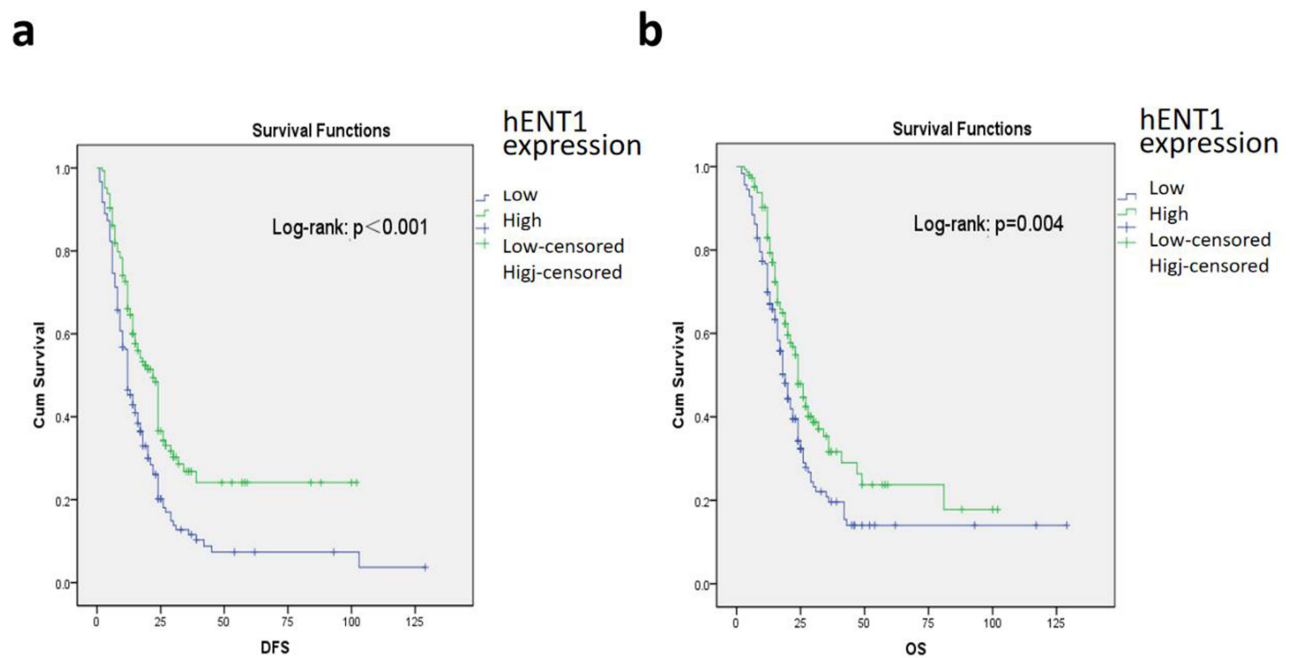 a
b
Survival Functions
Log-rank: p<0.001
hENT1
expression
Low
High
Low-censored
Higj-censored
Cum Survival
1.0
0.8
0.6
0.4
0.2
0.0
0
25
50
75
100
125
DFS
Survival Functions
Log-rank: p=0.004
hENT1
expression
Low
High
Low-censored
Higj-censored
Cum Survival
1.0
0.8
0.6
0.4
0.2
0.0
0
25
50
75
100
125
OS